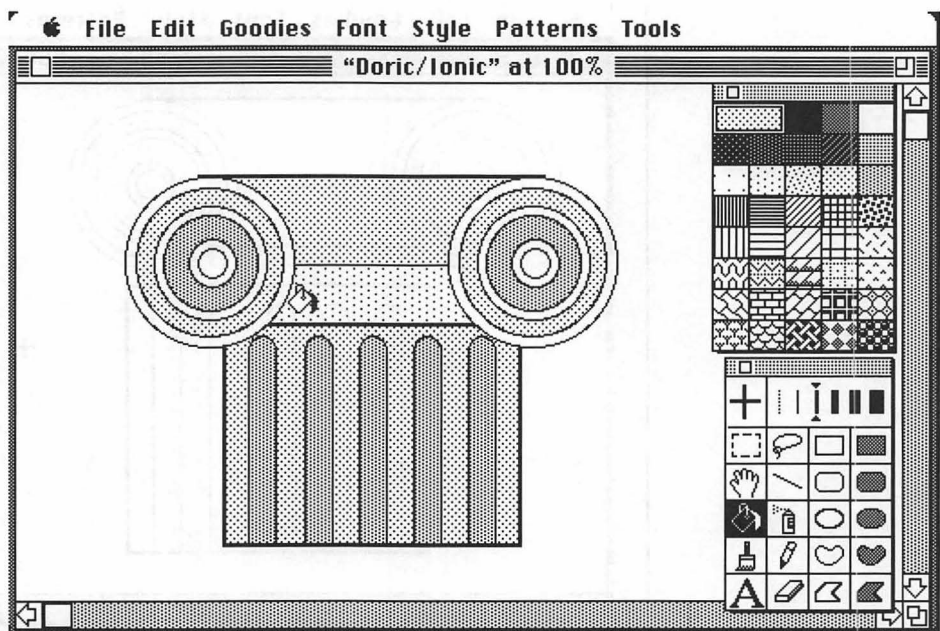 File Edit Goodies Font Style Patterns Tools
“Doric/Ionic” at 100%
A